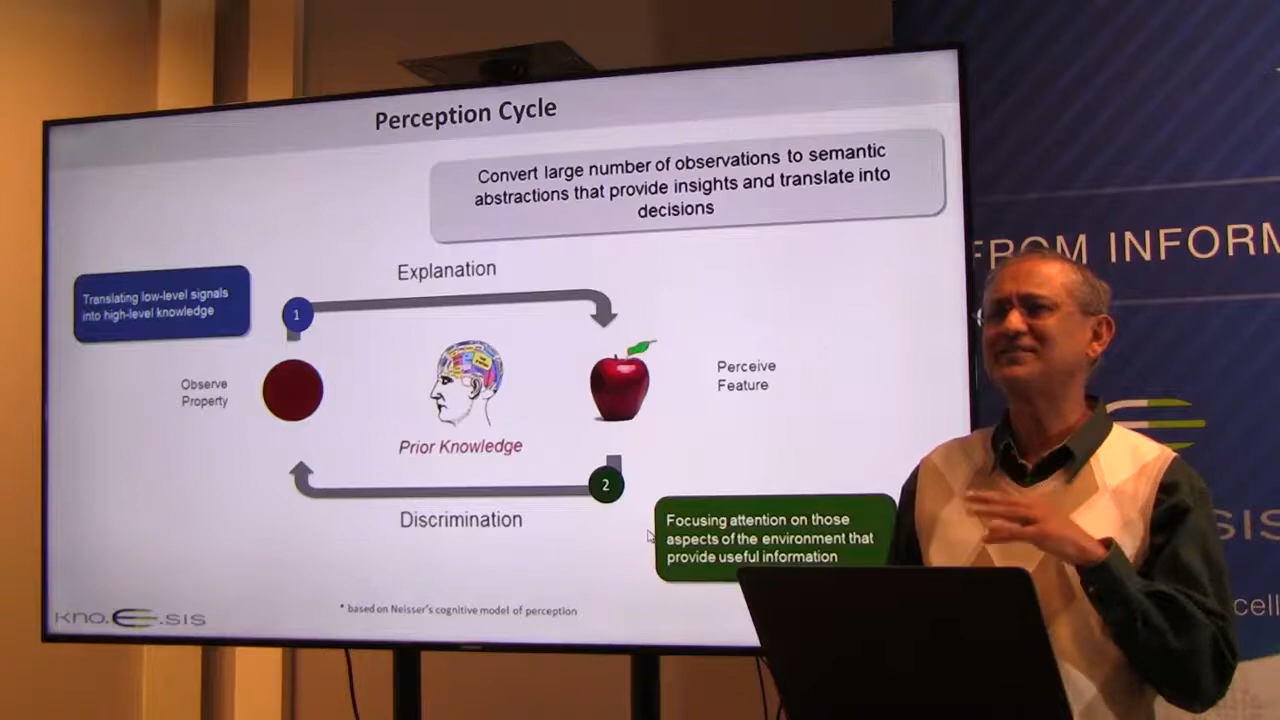 Perception Cycle
Convert large number of observations to semantic
abstractions that provide insights and translate into
decisions
Explanation
Translating low-level signals
into high-level knowledge
1
Observe
Property
Perceive
Feature
Prior Knowledge
2
Discrimination
Focusing attention on those
aspects of the environment that
provide useful information
* based on Neisser's cognitive model of perception
kno.e.sis
FROM INFORM
SIS
cell